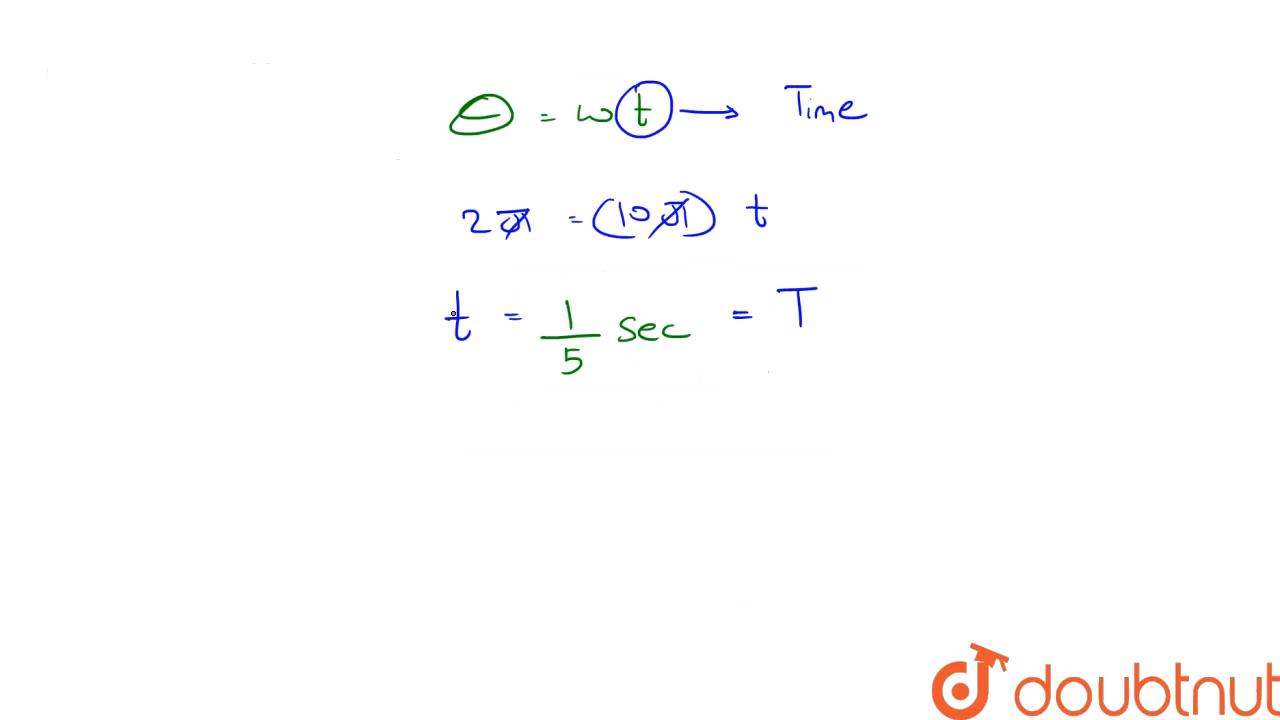 θ = ω t → Time
2π = (10π) t
t = 1/5 sec = T
doubtnut